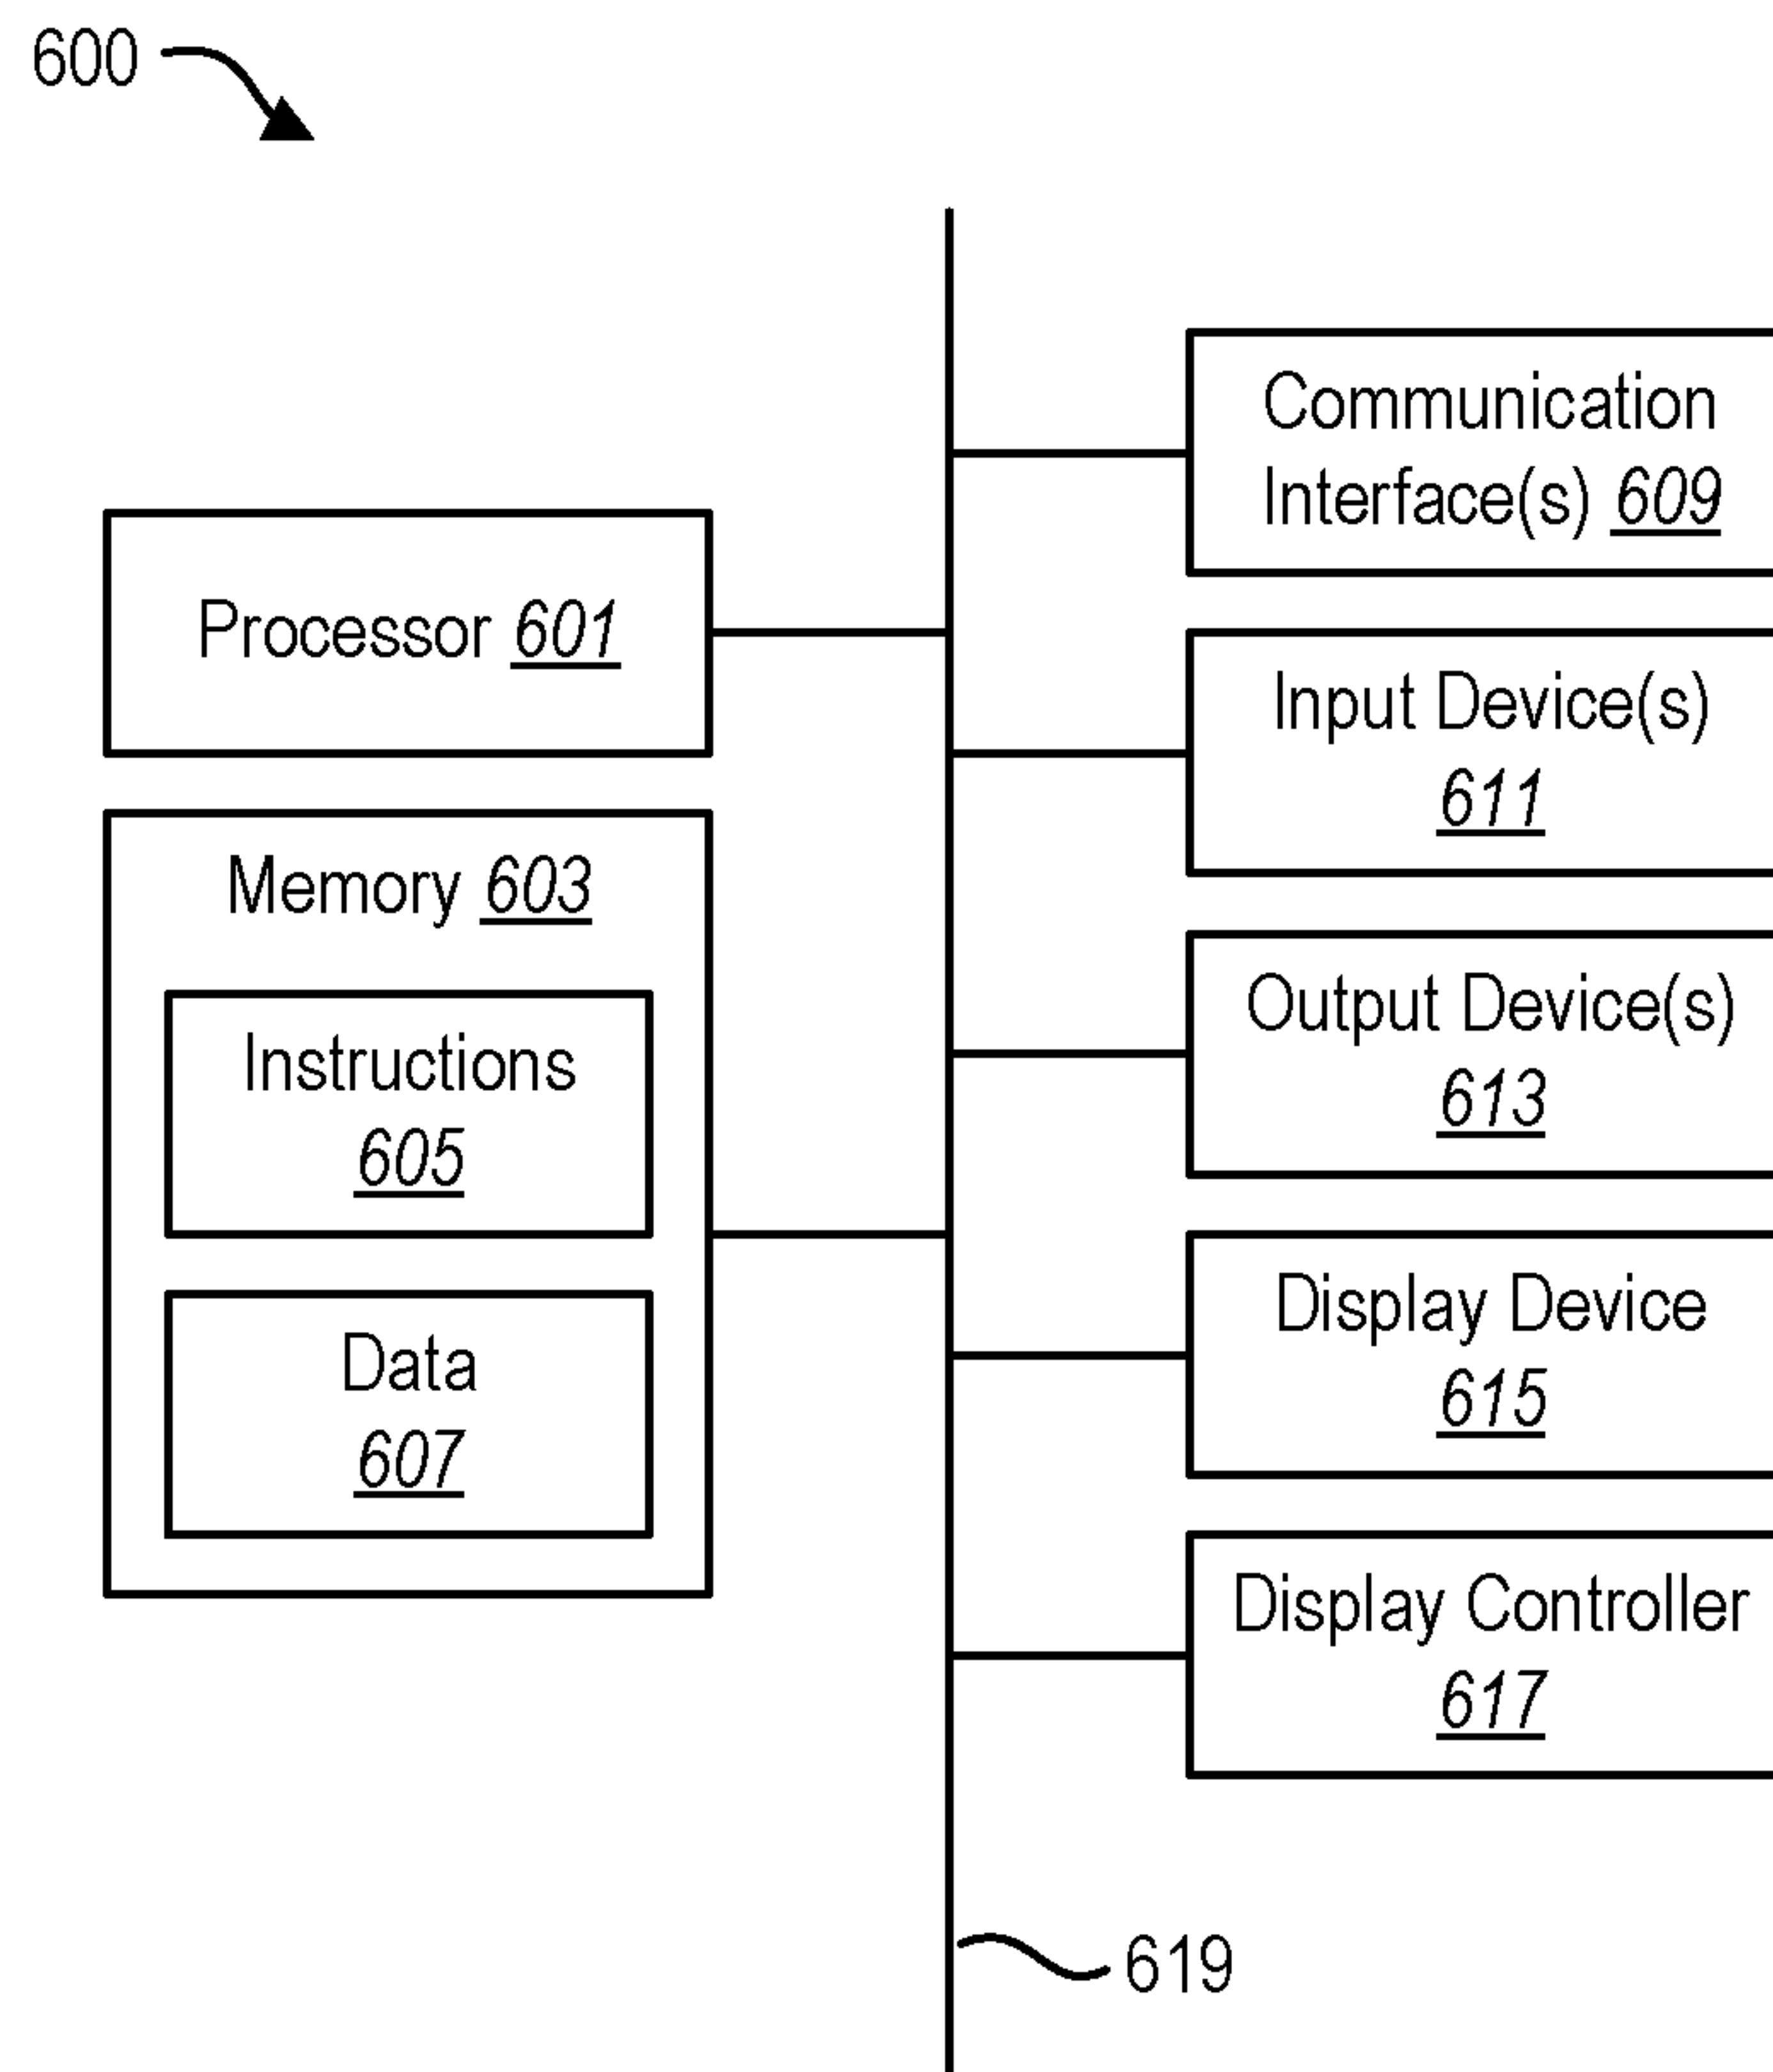 600
Processor 601
Memory 603
Instructions
605
Data
607
Communication
Interface(s) 609
Input Device(s)
611
Output Device(s)
613
Display Device
615
Display Controller
617
619